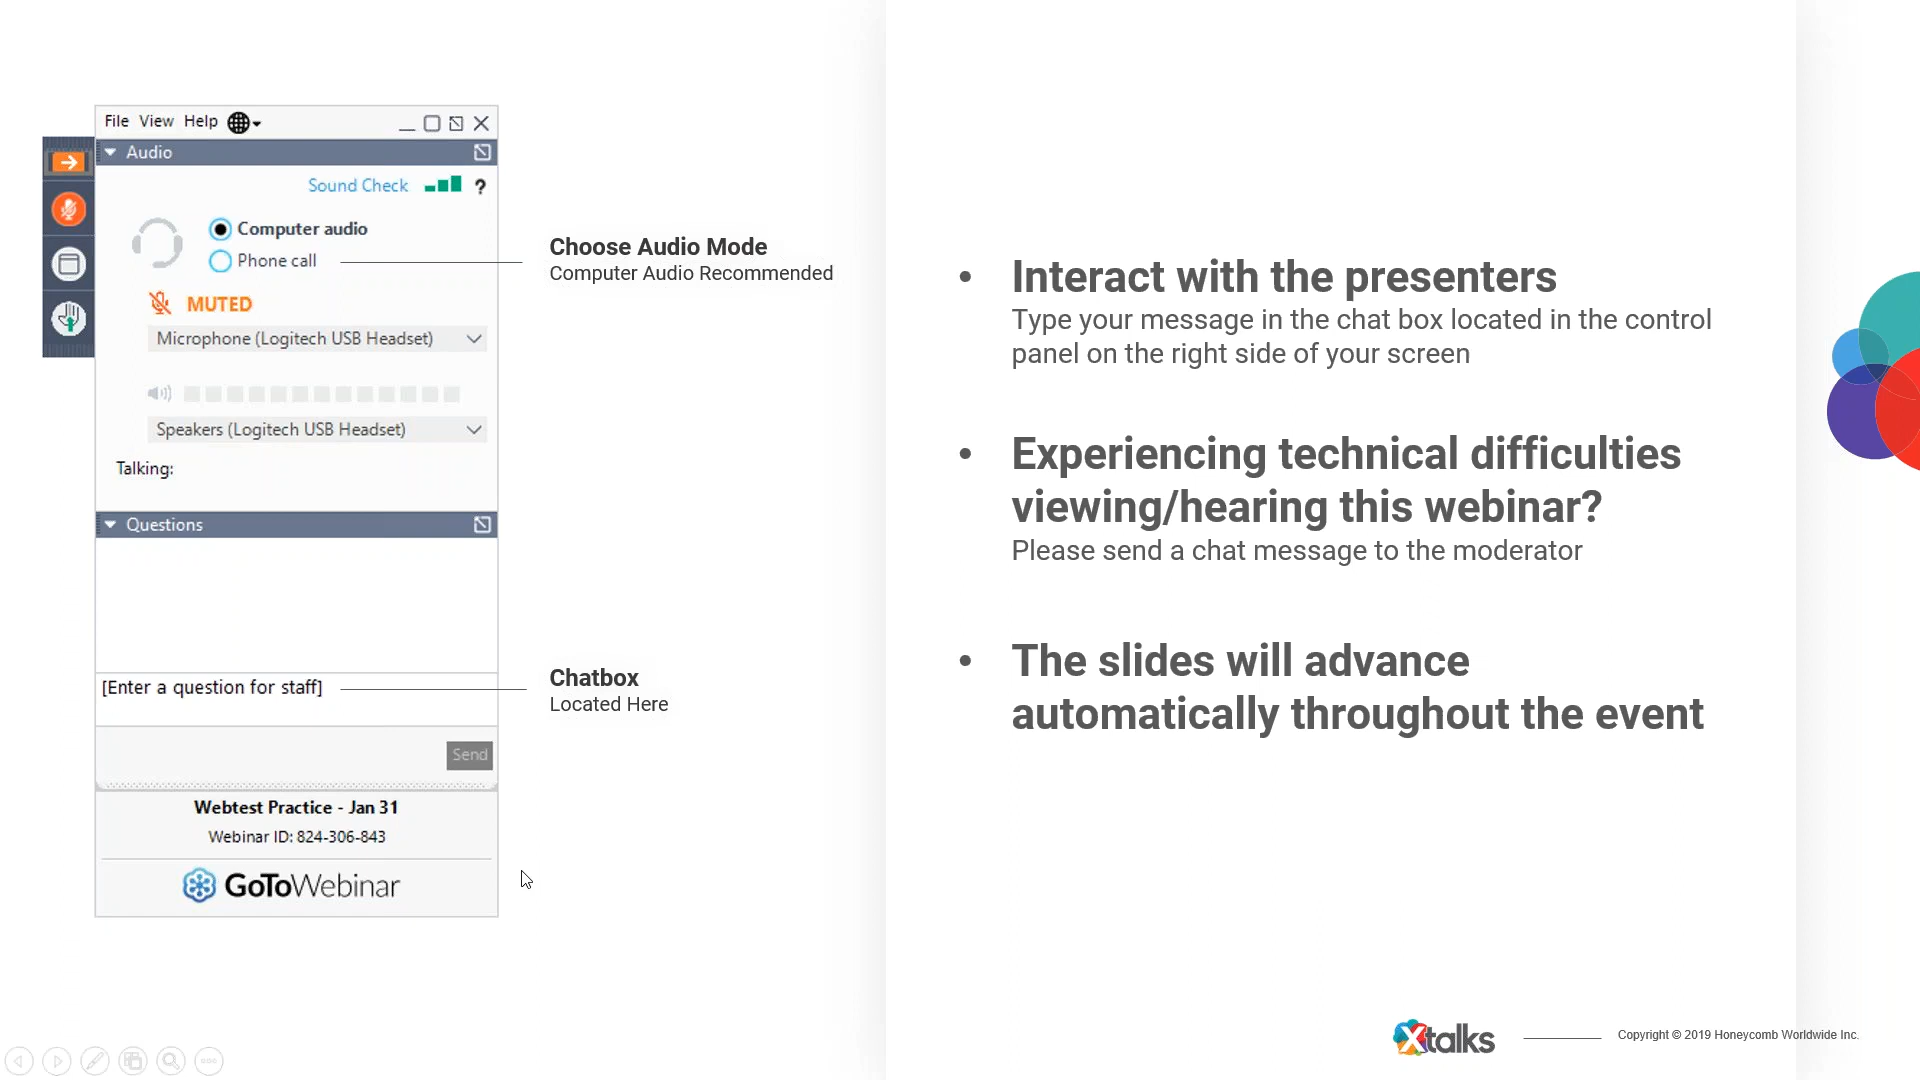 File View Help
Audio
Sound Check ?
Computer audio
Phone call
MUTED
Microphone (Logitech USB Headset)
Speakers (Logitech USB Headset)
Talking:
Questions
[Enter a question for staff]
Send
Webtest Practice - Jan 31
Webinar ID: 824-306-843
GoToWebinar
Choose Audio Mode
Computer Audio Recommended
Chatbox
Located Here
• Interact with the presenters
Type your message in the chat box located in the control
panel on the right side of your screen
• Experiencing technical difficulties
viewing/hearing this webinar?
Please send a chat message to the moderator
• The slides will advance
automatically throughout the event
Xtalks
Copyright © 2019 Honeycomb Worldwide Inc.